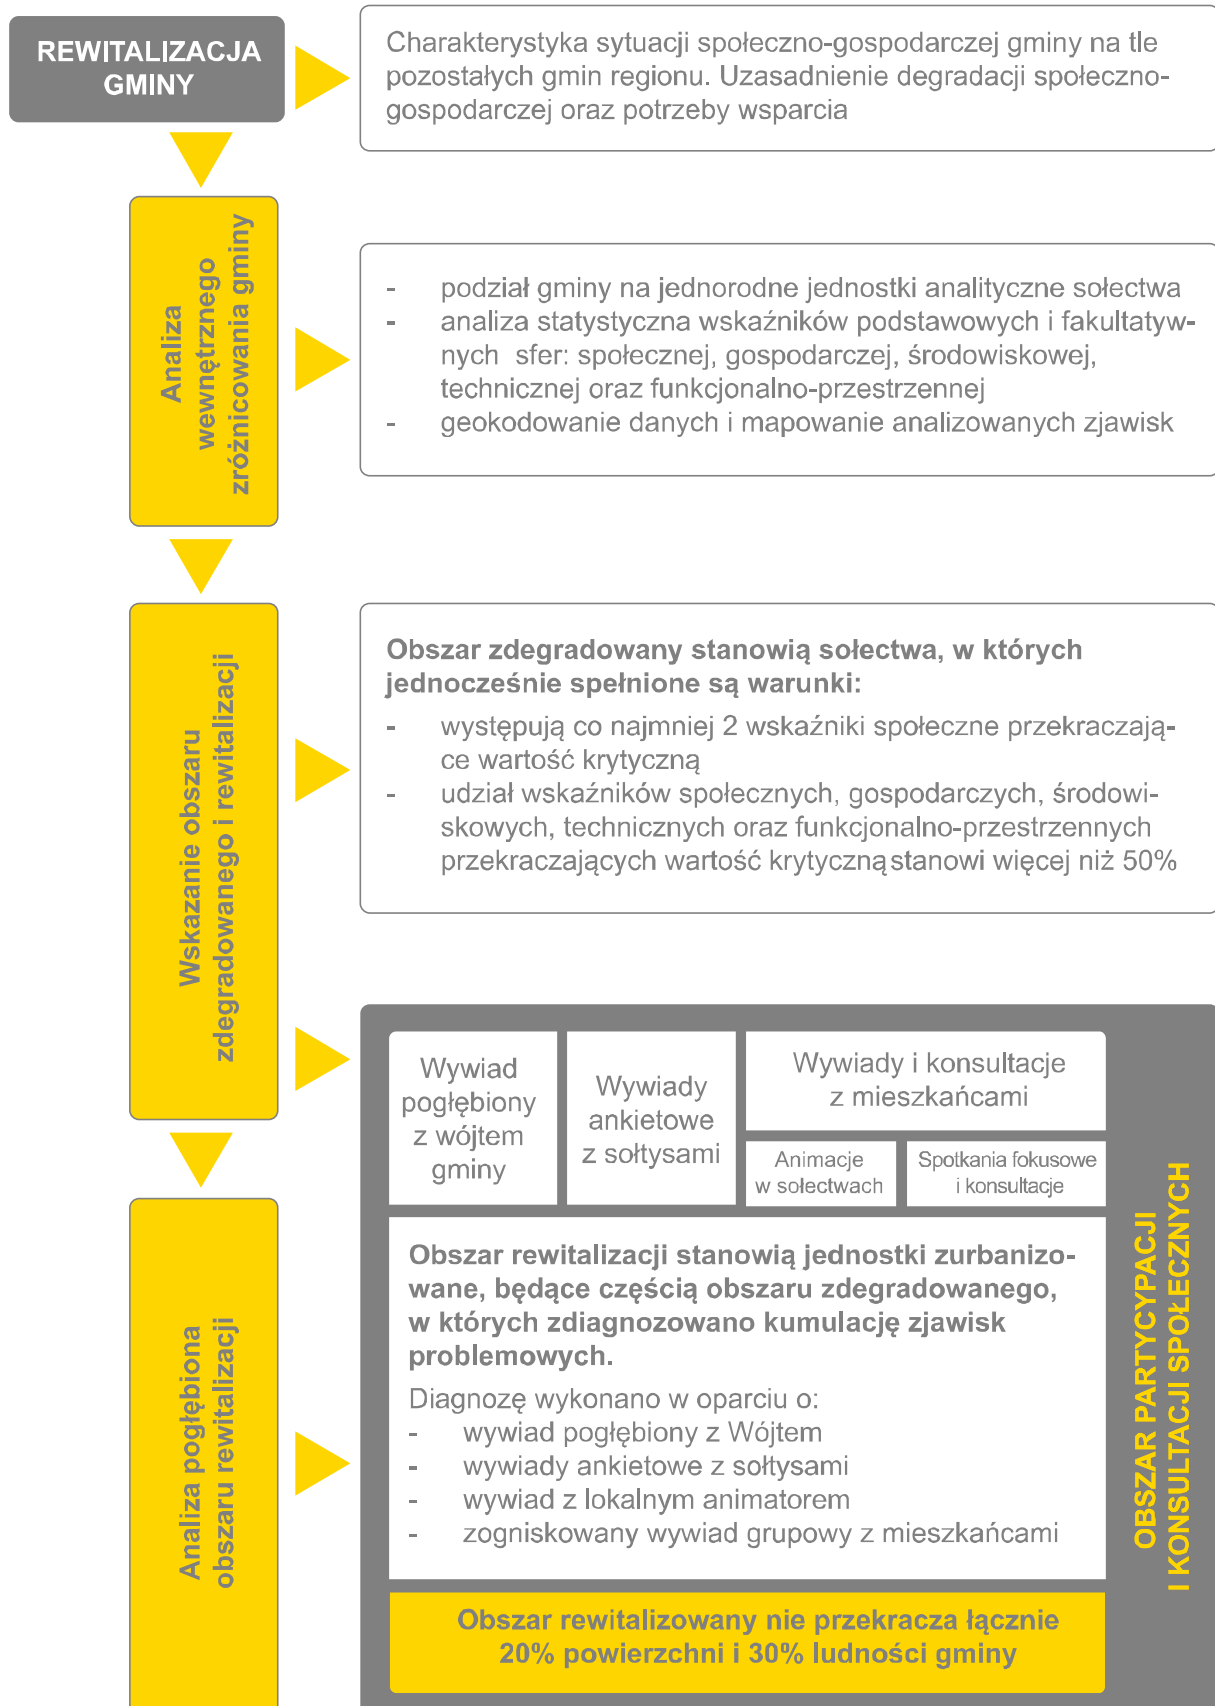 REWITALIZACJA
GMINY
Charakterystyka sytuacji społeczno-gospodarczej gminy na tle
pozostałych gmin regionu. Uzasadnienie degradacji społeczno-
gospodarczej oraz potrzeby wsparcia
Analiza
wewnętrznego
zróżnicowania gminy
- podział gminy na jednorodne jednostki analityczne sołectwa
- analiza statystyczna wskaźników podstawowych i fakultatyw-
nych sfer: społecznej, gospodarczej, środowiskowej,
technicznej oraz funkcjonalno-przestrzennej
- geokodowanie danych i mapowanie analizowanych zjawisk
Wskazanie obszaru
zdegradowanego i rewitalizacji
Obszar zdegradowany stanowią sołectwa, w których
jednocześnie spełnione są warunki:
- występują co najmniej 2 wskaźniki społeczne przekraczają-
ce wartość krytyczną
- udział wskaźników społecznych, gospodarczych, środowi-
skowych, technicznych oraz funkcjonalno-przestrzennych
przekraczających wartość krytyczną stanowi więcej niż 50%
Wywiad
pogłębiony
z wójtem
gminy
Wywiady
ankietowe
z sołtysami
Wywiady i konsultacje
z mieszkańcami
Animacje
w sołectwach
Spotkania fokusowe
i konsultacje
Analiza pogłębiona
obszaru rewitalizacji
Obszar rewitalizacji stanowią jednostki zurbanizo-
wane, będące częścią obszaru zdegradowanego,
w których zdiagnozowano kumulację zjawisk
problemowych.
Diagnozę wykonano w oparciu o:
- wywiad pogłębiony z Wójtem
- wywiady ankietowe z sołtysami
- wywiad z lokalnym animatorem
- zogniskowany wywiad grupowy z mieszkańcami
Obszar rewitalizowany nie przekracza łącznie
20% powierzchni i 30% ludności gminy
OBSZAR PARTYCYPACJI
I KONSULTACJI SPOŁECZNYCH